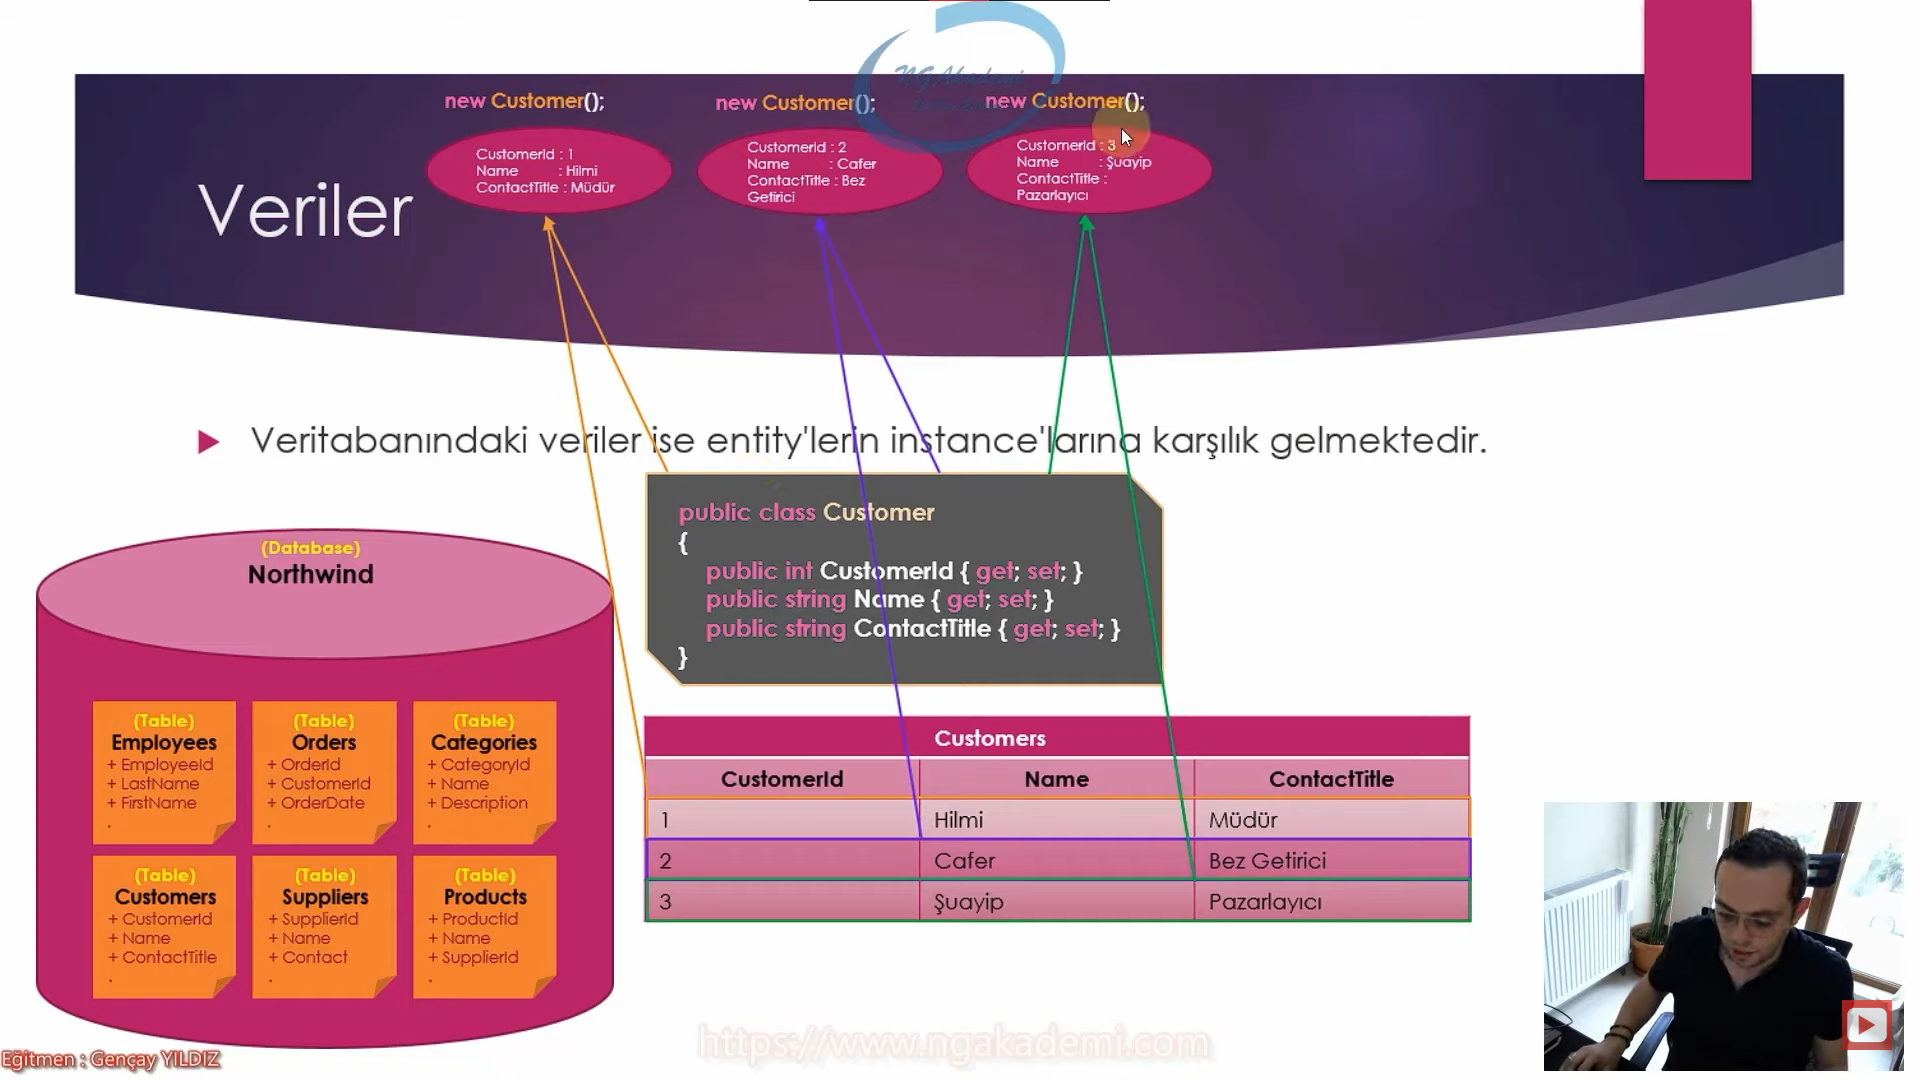 NG Akademi
new Customer();
new Customer();
new Customer();
CustomerId : 1
Name : Hilmi
ContactTitle : Müdür
CustomerId : 2
Name : Cafer
ContactTitle : Bez
Getirici
CustomerId : 3
Name : Şuayip
ContactTitle :
Pazarlayıcı
Veriler
Veritabanındaki veriler ise entity'lerin instance'larına karşılık gelmektedir.
public class Customer
{
public int CustomerId { get; set; }
public string Name { get; set; }
public string ContactTitle { get; set; }
}
(Database)
Northwind
(Table)
Employees
+ EmployeeId
+ LastName
+ FirstName
.
(Table)
Orders
+ OrderId
+ CustomerId
+ OrderDate
.
(Table)
Categories
+ CategoryId
+ Name
+ Description
.
(Table)
Customers
+ CustomerId
+ Name
+ ContactTitle
.
(Table)
Suppliers
+ SupplierId
+ Name
+ Contact
.
(Table)
Products
+ ProductId
+ Name
+ SupplierId
.
Customers
CustomerId Name ContactTitle
1 Hilmi Müdür
2 Cafer Bez Getirici
3 Şuayip Pazarlayıcı
https://www.ngakademi.com
Eğitmen : Gençay YILDIZ